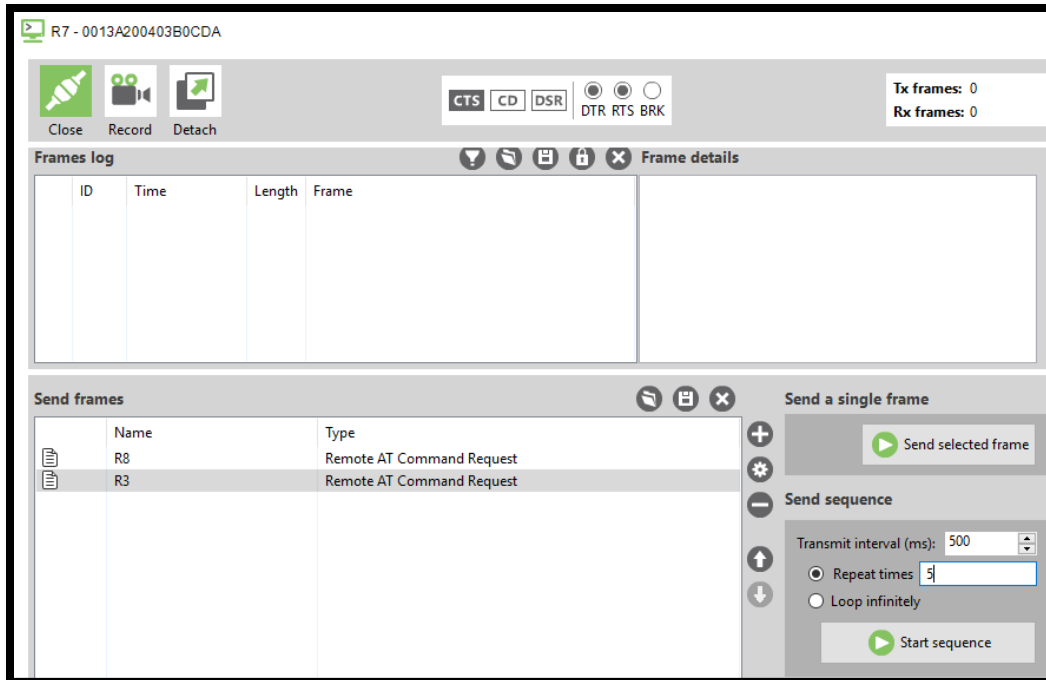 R7 - 0013A200403B0CDA
CTS CD DSR DTR RTS BRK
Tx frames: 0
Rx frames: 0
Close Record Detach
Frames log
Frame details
ID Time Length Frame
Send frames
Name Type
R8 Remote AT Command Request
R3 Remote AT Command Request
Send a single frame
Send selected frame
Send sequence
Transmit interval (ms): 500
Repeat times 5
Loop infinitely
Start sequence